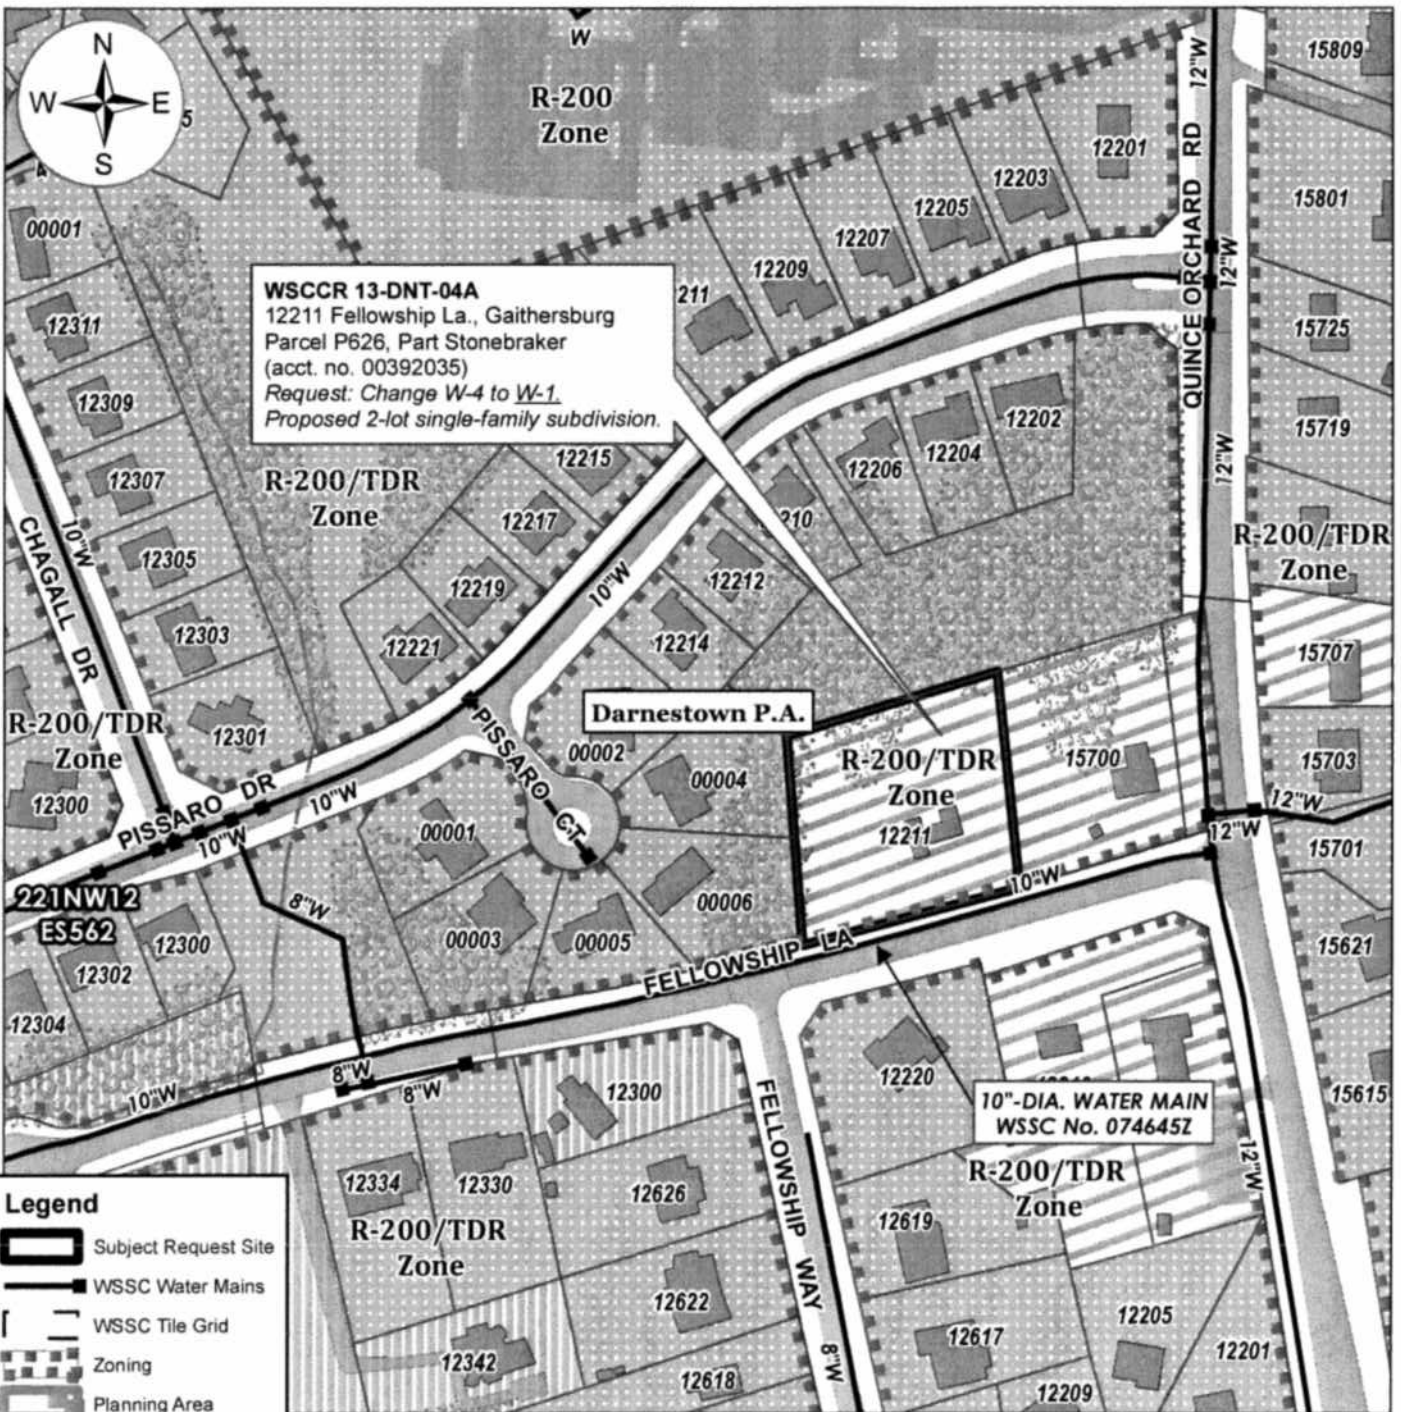 N
W E
S
5
W
R-200
Zone
12"W
15809
12201
QUINCE ORCHARD RD
12203
12205
15801
12207
12209
12"W
211
00001
12311
WSCCR 13-DNT-04A
12211 Fellowship La., Gaithersburg
Parcel P626, Part Stonebraker
(acct. no. 00392035)
Request: Change W-4 to W-1.
Proposed 2-lot single-family subdivision.
15725
12309
12202
15719
12204
12206
12215
12"W
R-200/TDR
Zone
12307
12217
210
R-200/TDR
Zone
CHAGALL DR
10"W
12305
12219
10"W
12212
12303
12221
12214
15707
R-200/TDR
Zone
12301
Darnestown P.A.
PISSARO CT
00002
00004
R-200/TDR
Zone
12211
15700
15703
12300
PISSARO DR
10"W
10"W
00001
12"W
12"W
15701
221NW12
ES562
8"W
00006
10"W
12300
12302
00003
00005
FELLOWSHIP LA
15621
12304
10"W
8"W
8"W
12300
FELLOWSHIP WAY
12220
10"-DIA. WATER MAIN
WSSC No. 074645Z
15615
R-200/TDR
Zone
12"W
12334
12330
12626
12619
R-200/TDR
Zone
12622
12205
12617
12201
12342
12618
8"W
12209
Legend
Subject Request Site
WSSC Water Mains
WSSC Tile Grid
Zoning
Planning Area